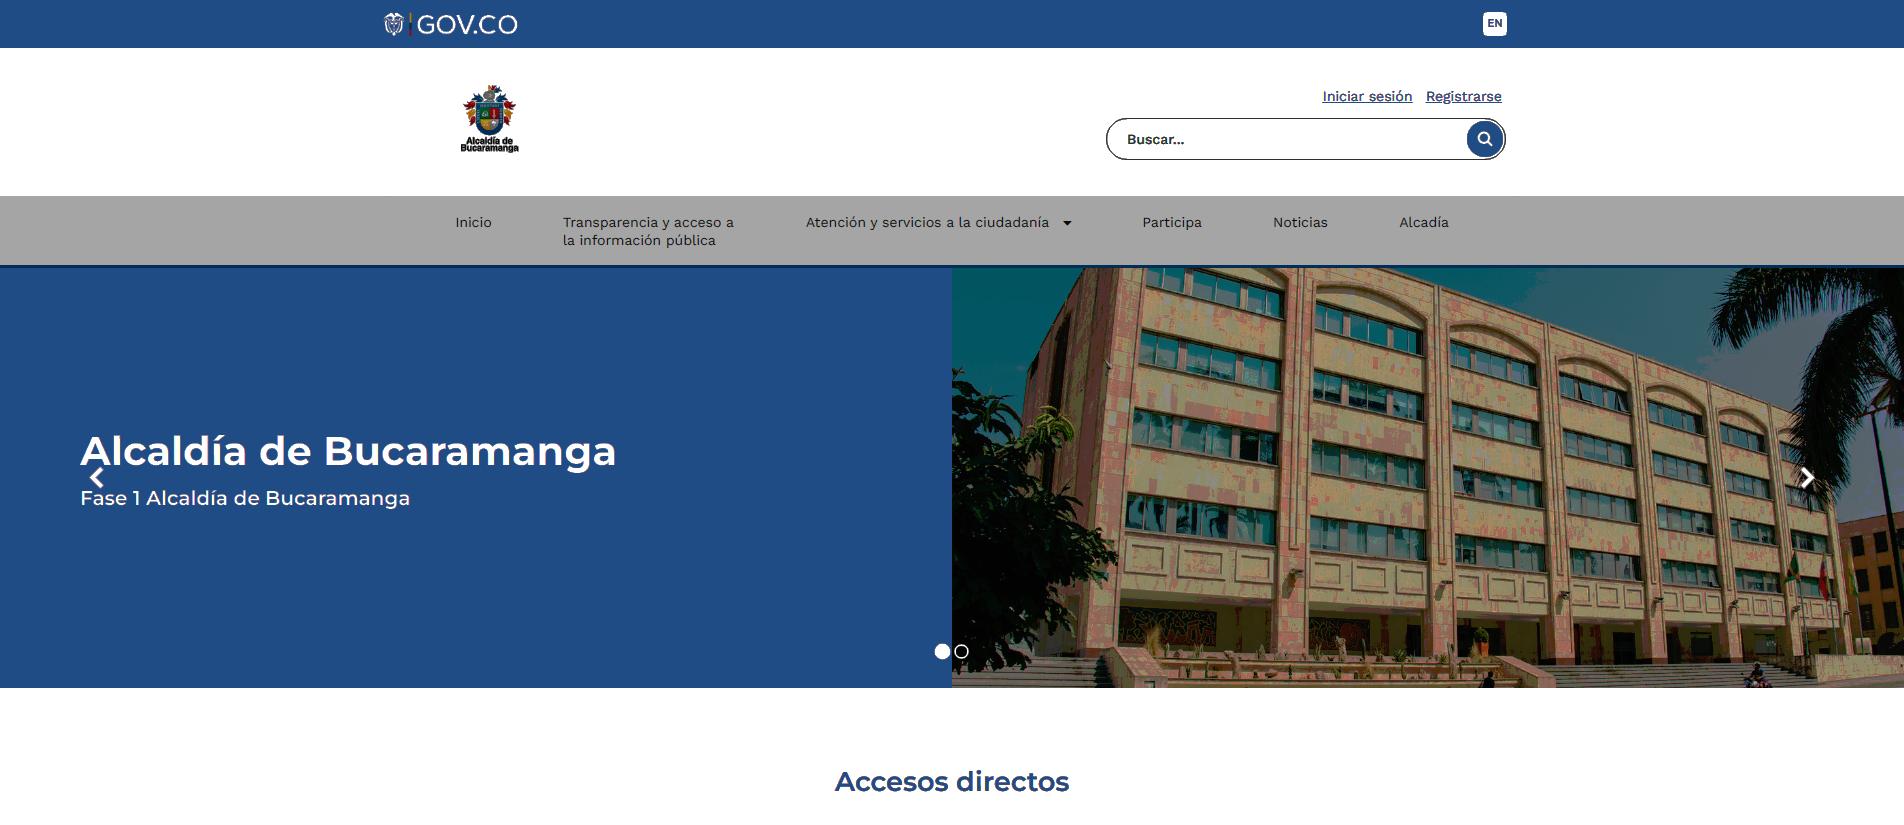 GOV.CO
EN
Alcaldía de
Bucaramanga
Iniciar sesión Registrarse
Buscar...
Inicio
Transparencia y acceso a
la información pública
Atención y servicios a la ciudadanía
Participa
Noticias
Alcadía
Alcaldía de Bucaramanga
Fase 1 Alcaldía de Bucaramanga
Accesos directos